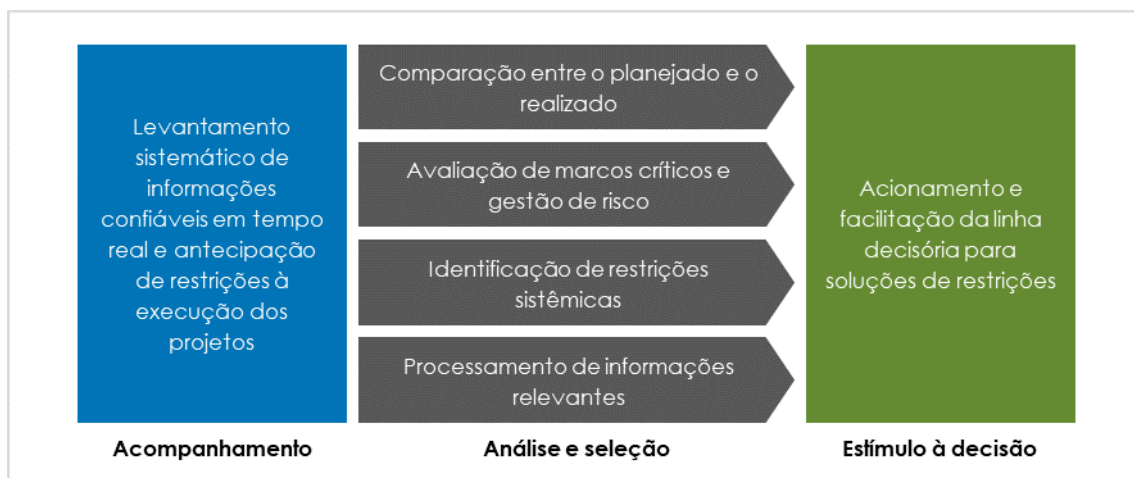 Levantamento
sistemático de
informações
confiáveis em tempo
real e antecipação
de restrições à
execução dos
projetos
Acompanhamento
Comparação entre o planejado e o
realizado
Avaliação de marcos críticos e
gestão de risco
Identificação de restrições
sistêmicas
Processamento de informações
relevantes
Análise e seleção
Acionamento e
facilitação da linha
decisória para
soluções de restrições
Estímulo à decisão